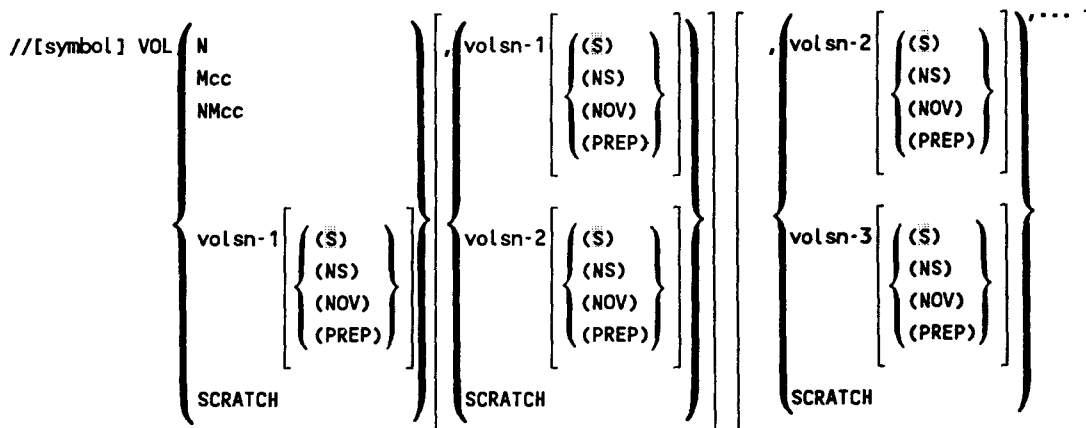 //[symbol] VOL N ,volsn-1 (S) ,volsn-2 (S) ,...
Mcc (NS) (NS)
NMcc (NOV) (NOV)
(PREP) (PREP)
volsn-1 (S) volsn-2 (S) volsn-3 (S)
(NS) (NS) (NS)
(NOV) (NOV) (NOV)
(PREP) (PREP) (PREP)
SCRATCH SCRATCH SCRATCH